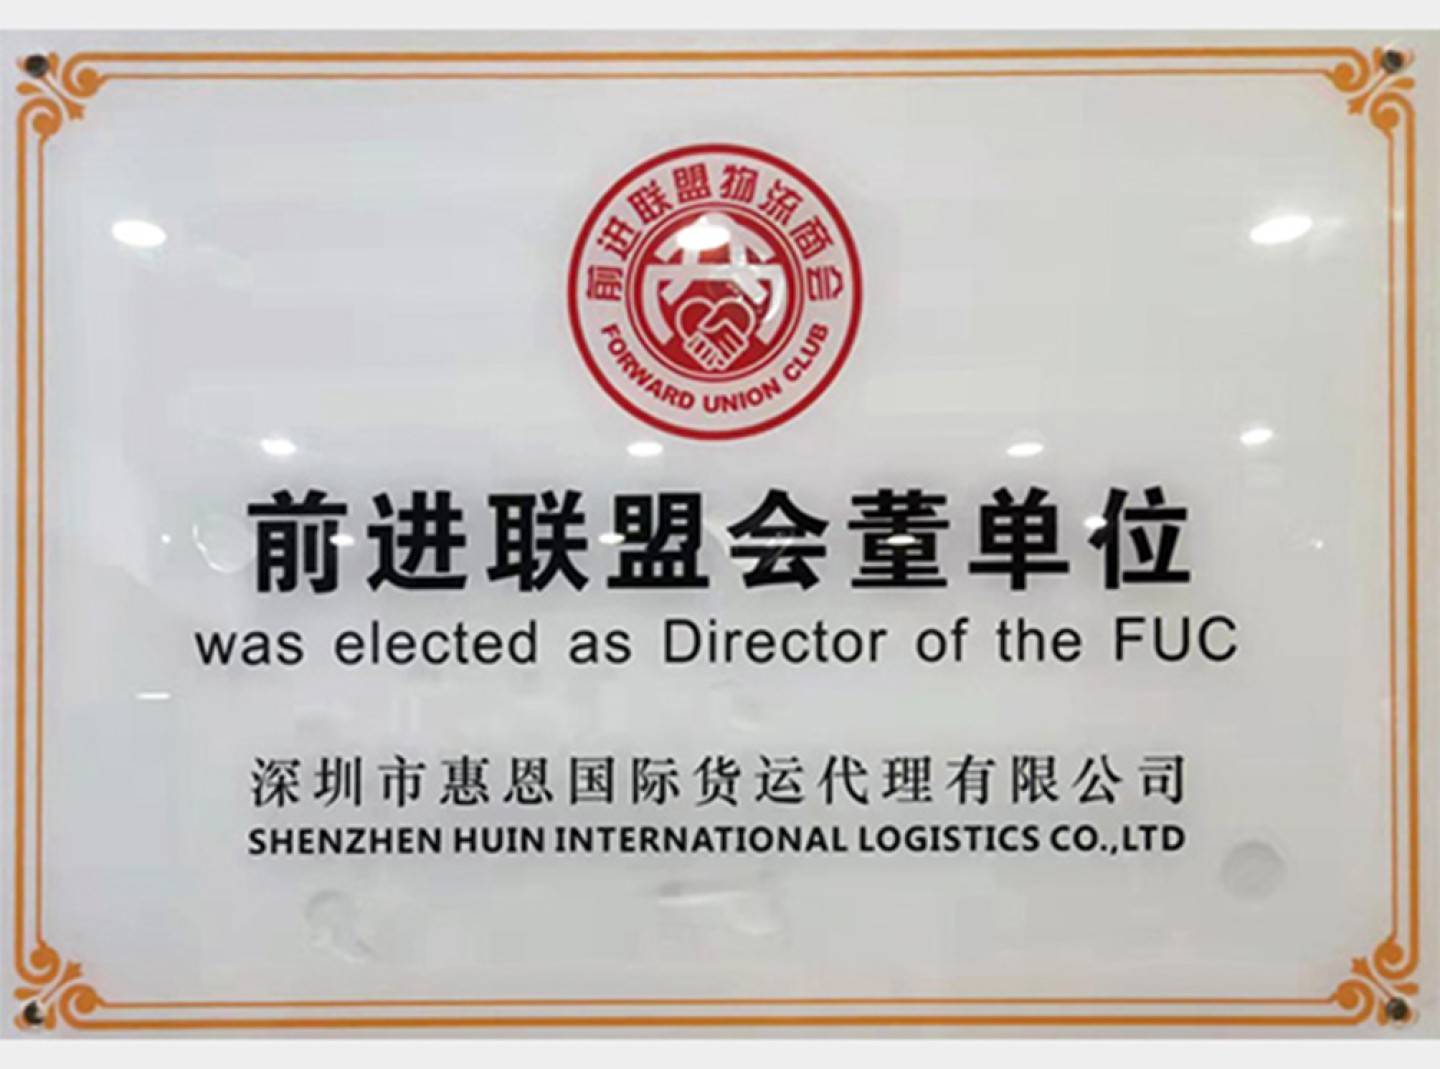 前进联盟物流商会
FORWARD UNION CLUB
前进联盟会董单位
was elected as Director of the FUC
深圳市惠恩国际货运代理有限公司
SHENZHEN HUIN INTERNATIONAL LOGISTICS CO.,LTD